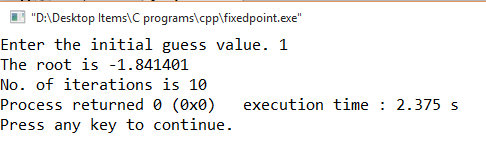 "D:\Desktop Items\C programs\cpp\fixedpoint.exe"
Enter the initial guess value. 1
The root is -1.841401
No. of iterations is 10
Process returned 0 (0x0)   execution time : 2.375 s
Press any key to continue.